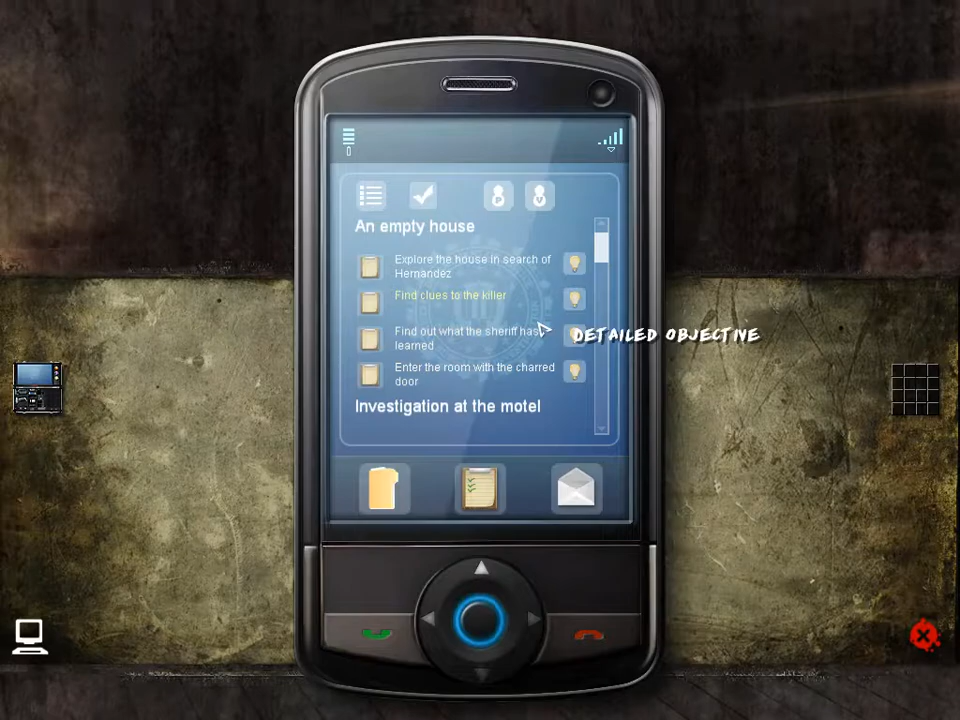 P V
An empty house
Explore the house in search of
Hernandez
Find clues to the killer
Find out what the sheriff has
learned
DETAILED OBJECTIVE
Enter the room with the charred
door
Investigation at the motel